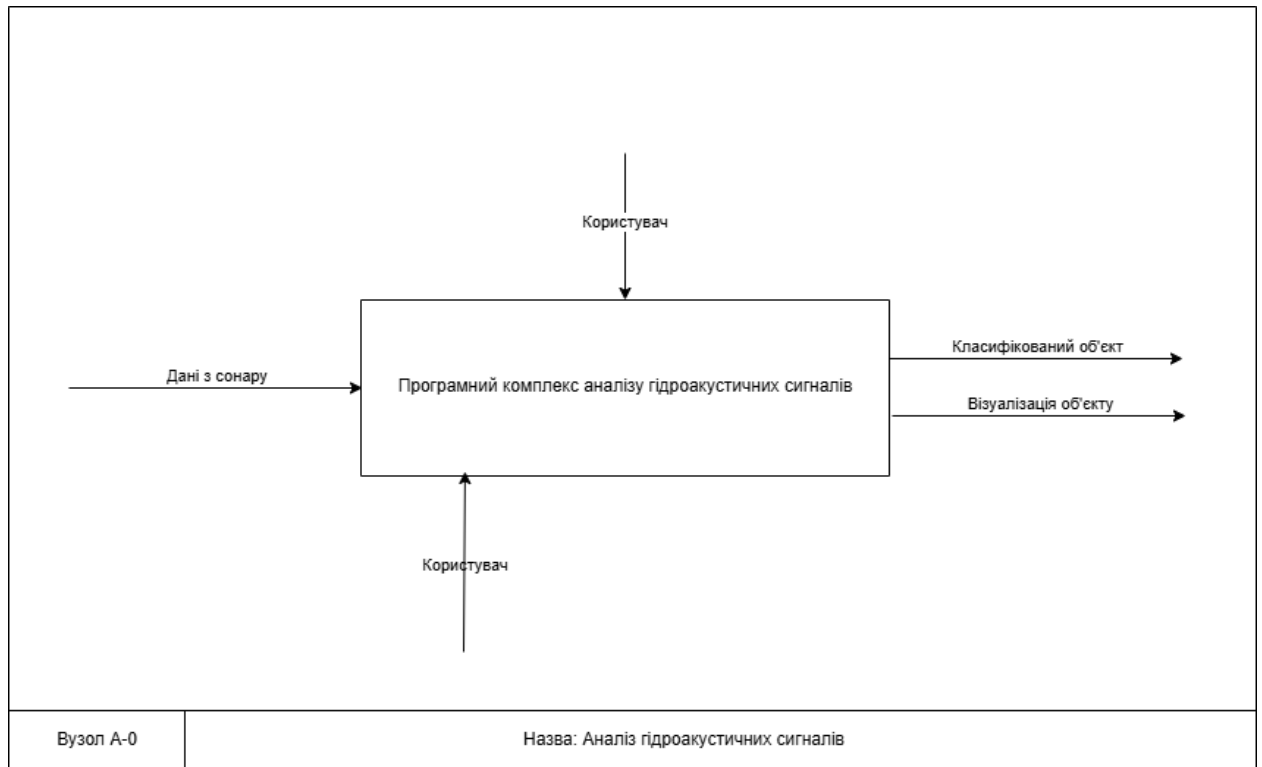 Користувач
Класифікований об'єкт
Дані з сонару
Програмний комплекс аналізу гідроакустичних сигналів
Візуалізація об'єкту
Користувач
Вузол А-0
Назва: Аналіз гідроакустичних сигналів